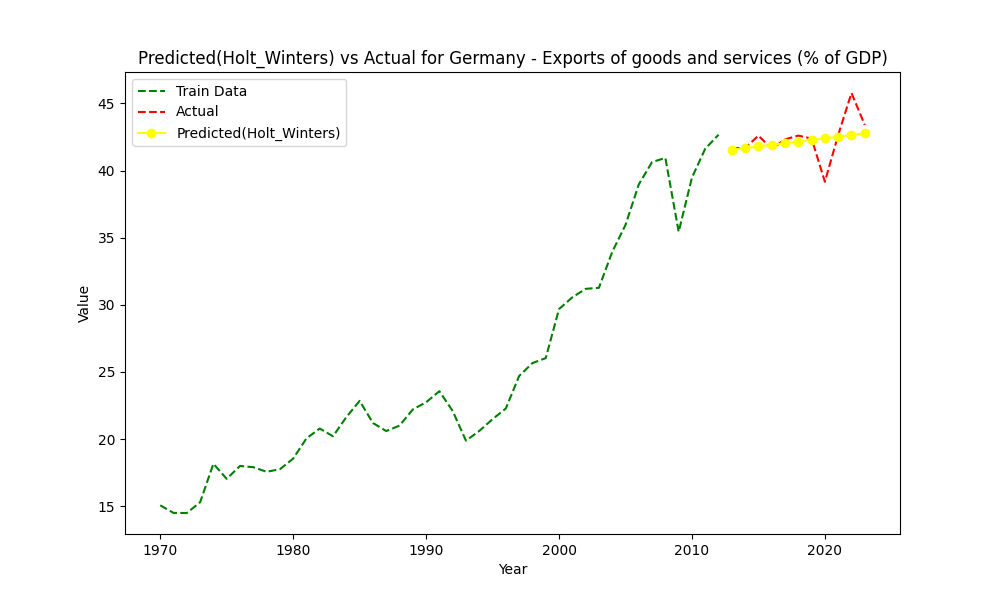 Predicted(Holt_Winters) vs Actual for Germany - Exports of goods and services (% of GDP)
Train Data
Actual
Predicted(Holt_Winters)
45
40
35
30
25
20
15
Value
1970 1980 1990 2000 2010 2020
Year